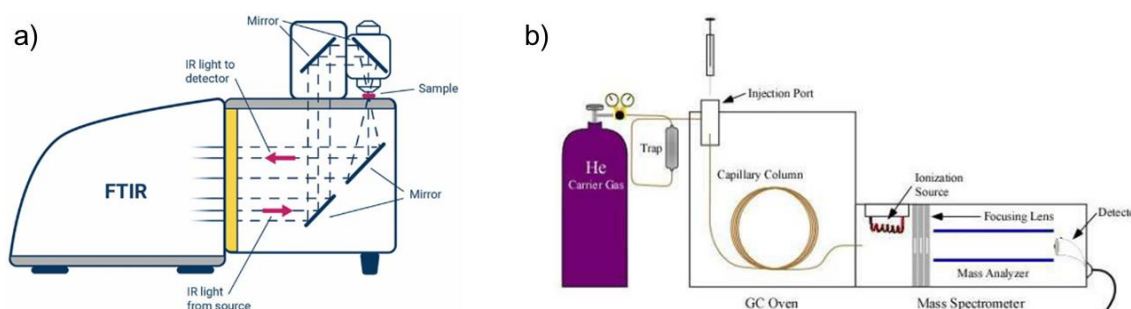 a)
Mirror
IR light to
detector
Sample
FTIR
Mirror
IR light
from source
b)
Injection Port
He
Carrier Gas
Trap
Capillary Column
Ionization
Source
Focusing Lens
Mass Analyzer
GC Oven
Mass Spectrometer